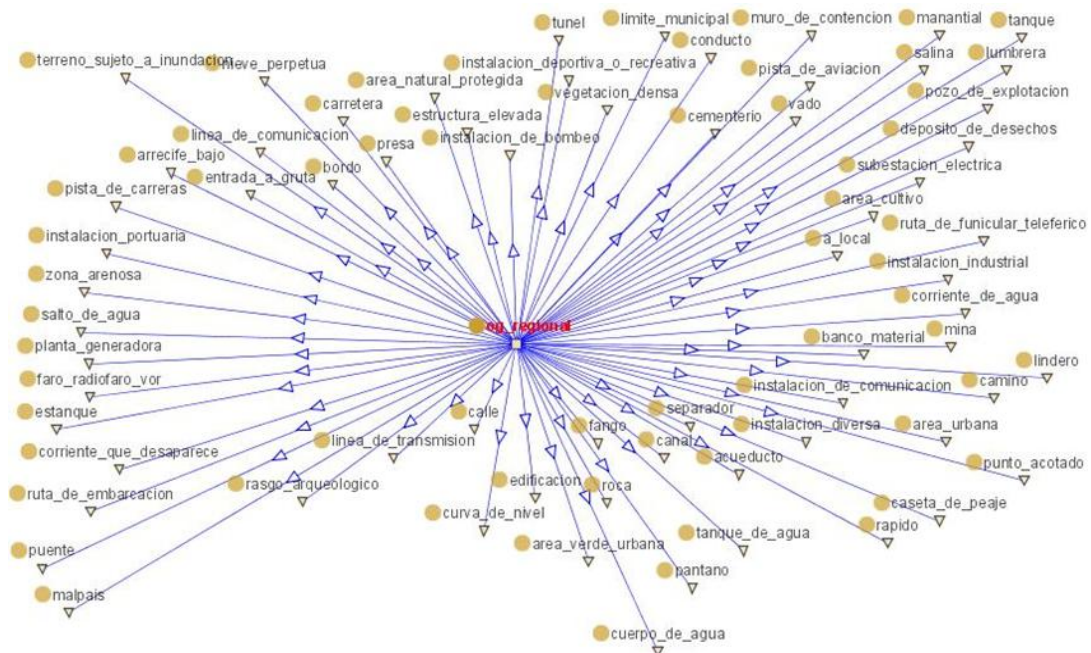 tunel
limite_municipal
muro_de_contencion
manantial
tanque
conducto
salina
lumbrera
terreno_sujeto_a_inundacion
nieve_perpetua
instalacion_deportiva_o_recreativa
pista_de_aviacion
area_natural_protegida
vegetacion_densa
pozo_de_explotacion
carretera
estructura_elevada
cementerio
vado
linea_de_comunicacion
presa
instalacion_de_bombeo
deposito_de_desechos
arrecife_bajo
bordo
subestacion_electrica
entrada_a_gruta
pista_de_carreras
area_cultivo
ruta_de_funicular_teleferico
instalacion_portuaria
a_local
zona_arenosa
instalacion_industrial
salto_de_agua
corriente_de_agua
og_regional
banco_material
mina
planta_generadora
lindero
faro_radiofaro_vor
instalacion_de_comunicacion
camino
estanque
calle
separador
fango
instalacion_diversa
area_urbana
linea_de_transmision
canal
corriente_que_desaparece
acueducto
punto_acotado
ruta_de_embarcacion
rasgo_arqueologico
edificacion
roca
caseta_de_peaje
curva_de_nivel
rapido
tanque_de_agua
area_verde_urbana
puente
pantano
malpais
cuerpo_de_agua